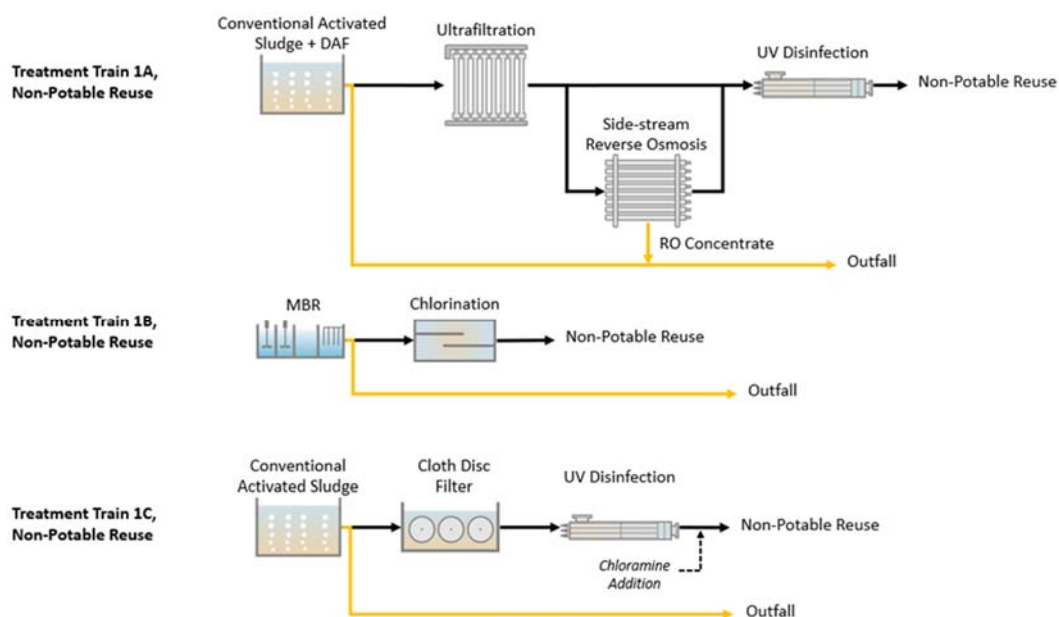 Conventional Activated
Sludge + DAF
Ultrafiltration
UV Disinfection
Treatment Train 1A,
Non-Potable Reuse
Non-Potable Reuse
Side-stream
Reverse Osmosis
RO Concentrate
Outfall
MBR
Chlorination
Treatment Train 1B,
Non-Potable Reuse
Non-Potable Reuse
Outfall
Conventional
Activated Sludge
Cloth Disc
Filter
UV Disinfection
Treatment Train 1C,
Non-Potable Reuse
Non-Potable Reuse
Chloramine
Addition
Outfall